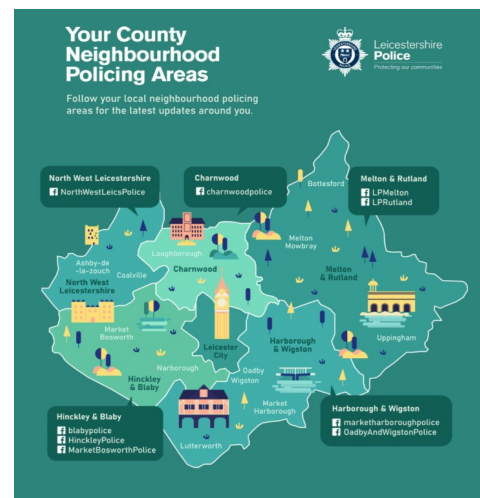 Your County
Neighbourhood
Policing Areas
Follow your local neighbourhood policing
areas for the latest updates around you.
Leicestershire
Police
Protecting our communities
North West Leicestershire
NorthWestLeicsPolice
Charnwood
charnwoodpolice
Melton & Rutland
LPMelton
LPRutland
Bottesford
Ashby-de
-la-zouch
Coalville
North West
Leicestershire
Loughborough
Charnwood
Melton
Mowbray
Melton
& Rutland
Market
Bosworth
Leicester
City
Harborough
& Wigston
Uppingham
Narborough
Hinckley
& Blaby
Oadby
Wigston
Market
Harborough
Lutterworth
Hinckley & Blaby
blabypolice
HinckleyPolice
MarketBosworthPolice
Harborough & Wigston
marketharboroughpolice
OadbyAndWigstonPolice